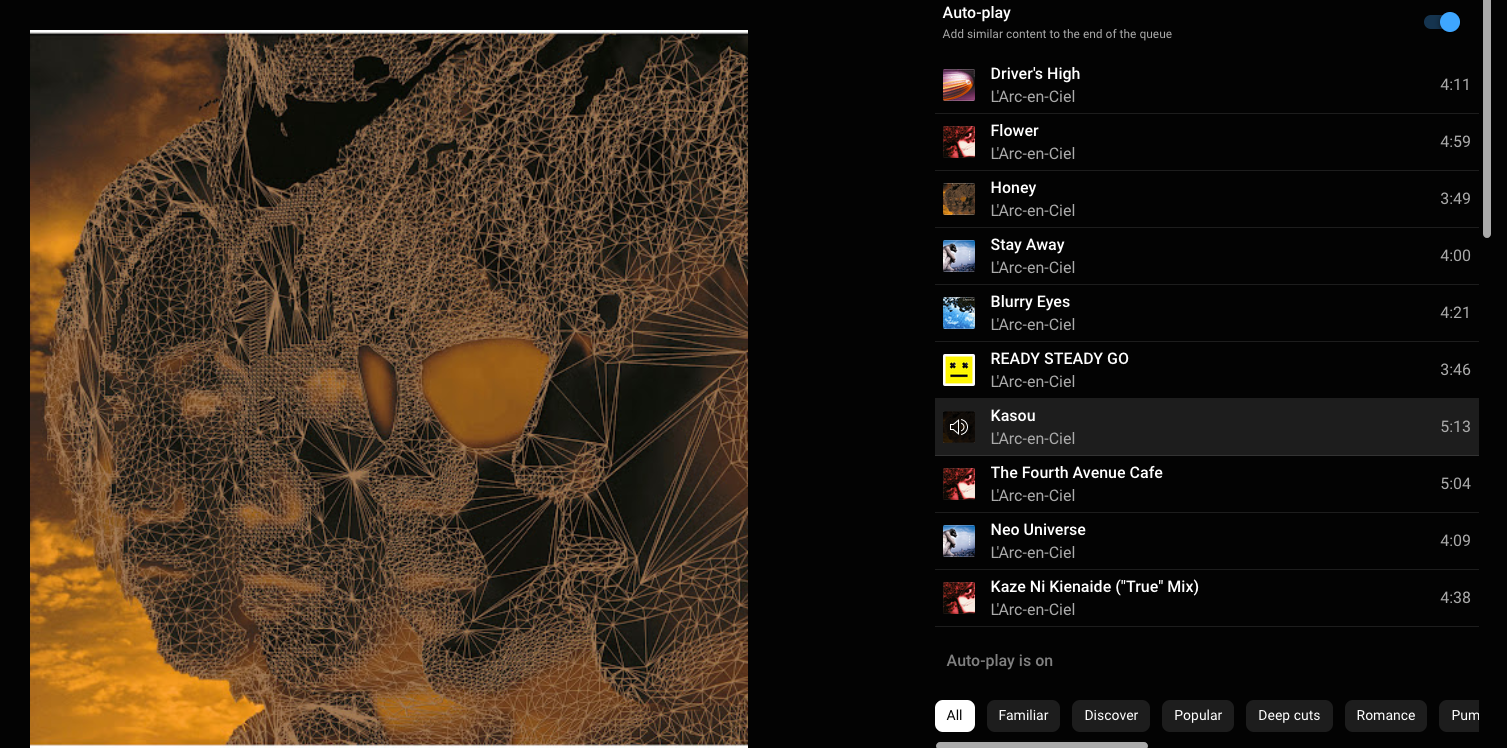 Auto-play
Add similar content to the end of the queue
Driver's High
L'Arc-en-Ciel
4:11
Flower
L'Arc-en-Ciel
4:59
Honey
L'Arc-en-Ciel
3:49
Stay Away
L'Arc-en-Ciel
4:00
Blurry Eyes
L'Arc-en-Ciel
4:21
READY STEADY GO
L'Arc-en-Ciel
3:46
Kasou
L'Arc-en-Ciel
5:13
The Fourth Avenue Cafe
L'Arc-en-Ciel
5:04
Neo Universe
L'Arc-en-Ciel
4:09
Kaze Ni Kienaide ("True" Mix)
L'Arc-en-Ciel
4:38
Auto-play is on
All Familiar Discover Popular Deep cuts Romance Pum